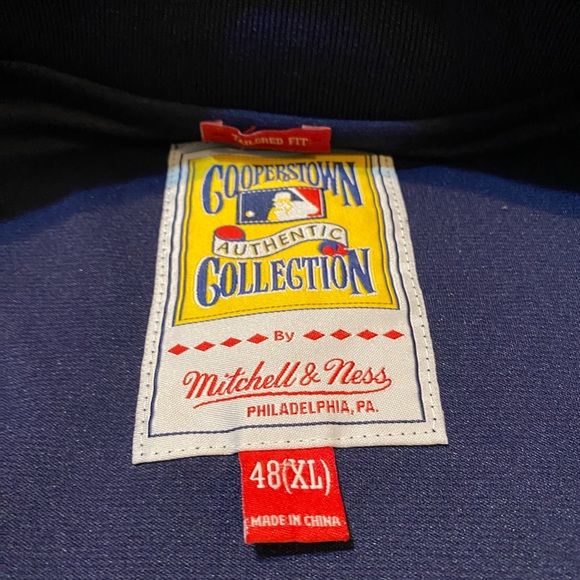 TAILORED FIT
COOPERSTOWN
AUTHENTIC
COLLECTION
By
Mitchell & Ness
PHILADELPHIA, PA.
48(XL)
MADE IN CHINA